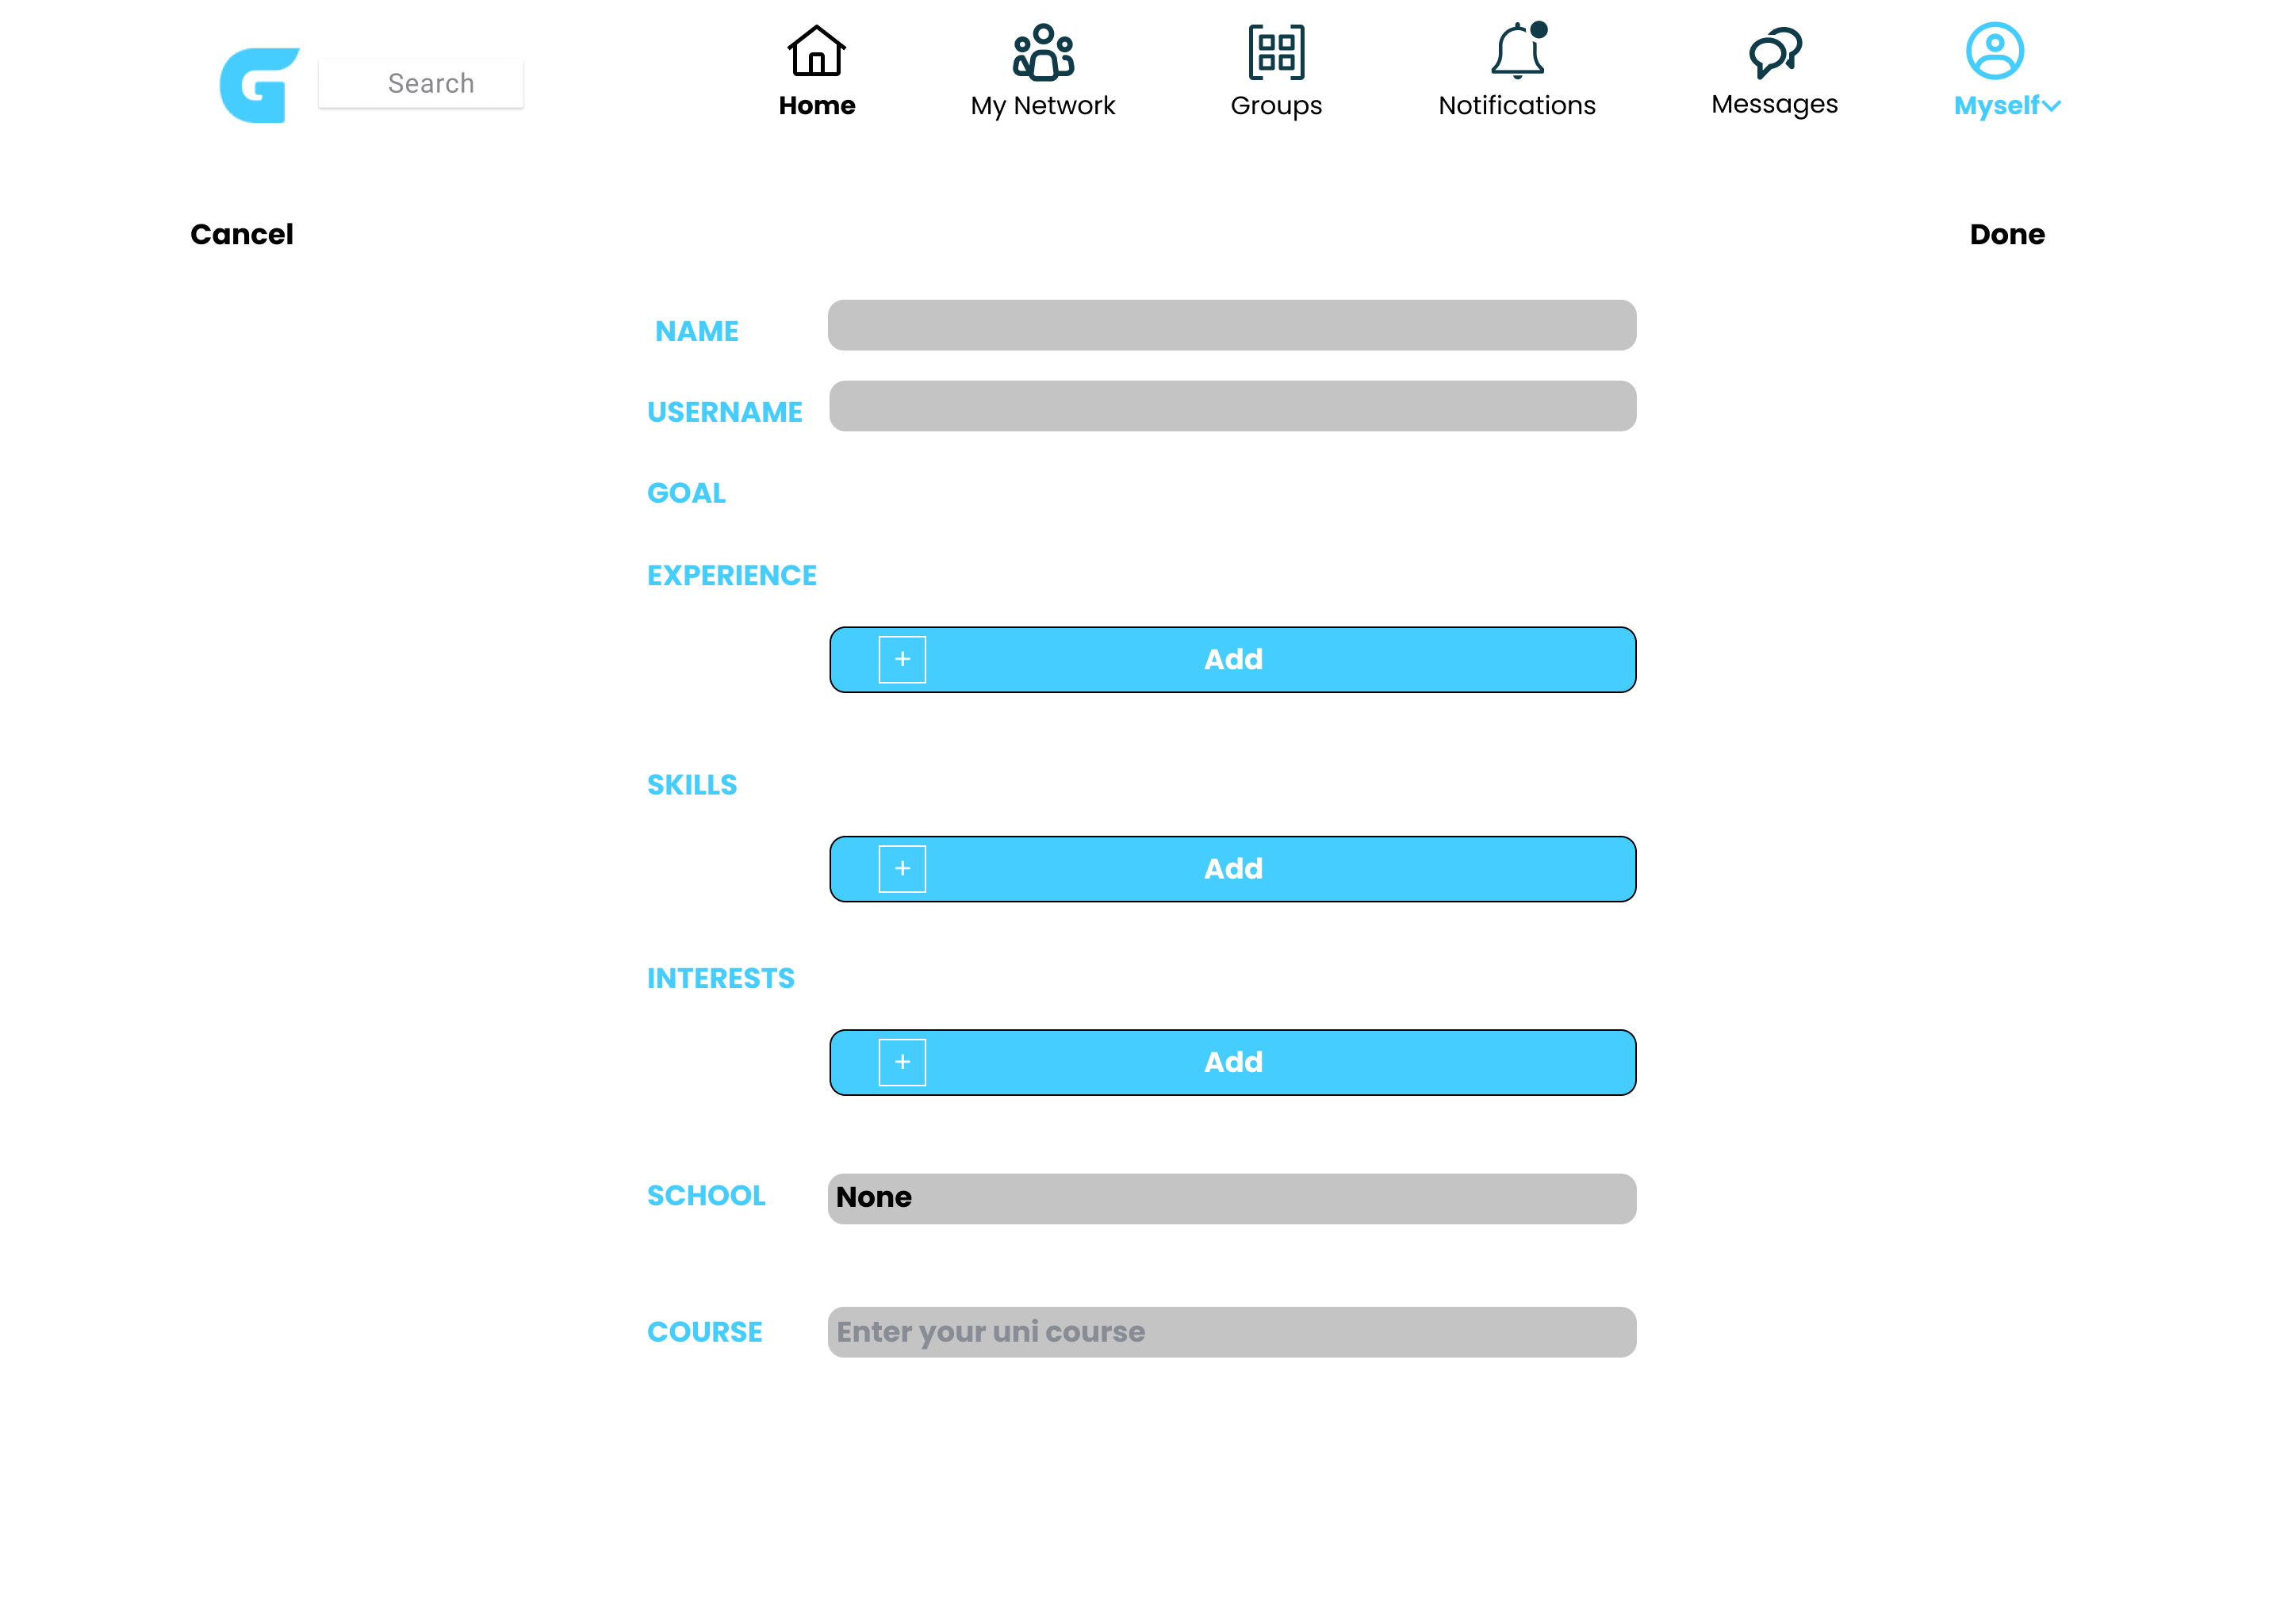 G
Search
Home
My Network
Groups
Notifications
Messages
Myself
Cancel
Done
NAME
USERNAME
GOAL
EXPERIENCE
+ Add
SKILLS
+ Add
INTERESTS
+ Add
SCHOOL None
COURSE Enter your uni course